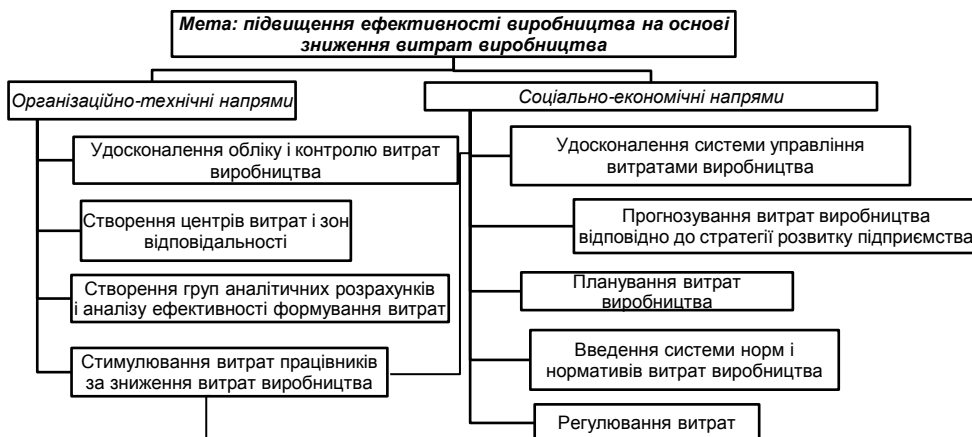 Мета: підвищення ефективності виробництва на основі
зниження витрат виробництва
Організаційно-технічні напрями
Соціально-економічні напрями
Удосконалення обліку і контролю витрат
виробництва
Створення центрів витрат і зон
відповідальності
Створення груп аналітичних розрахунків
і аналізу ефективності формування витрат
Стимулювання витрат працівників
за зниження витрат виробництва
Удосконалення системи управління
витратами виробництва
Прогнозування витрат виробництва
відповідно до стратегії розвитку підприємства
Планування витрат
виробництва
Введення системи норм і
нормативів витрат виробництва
Регулювання витрат